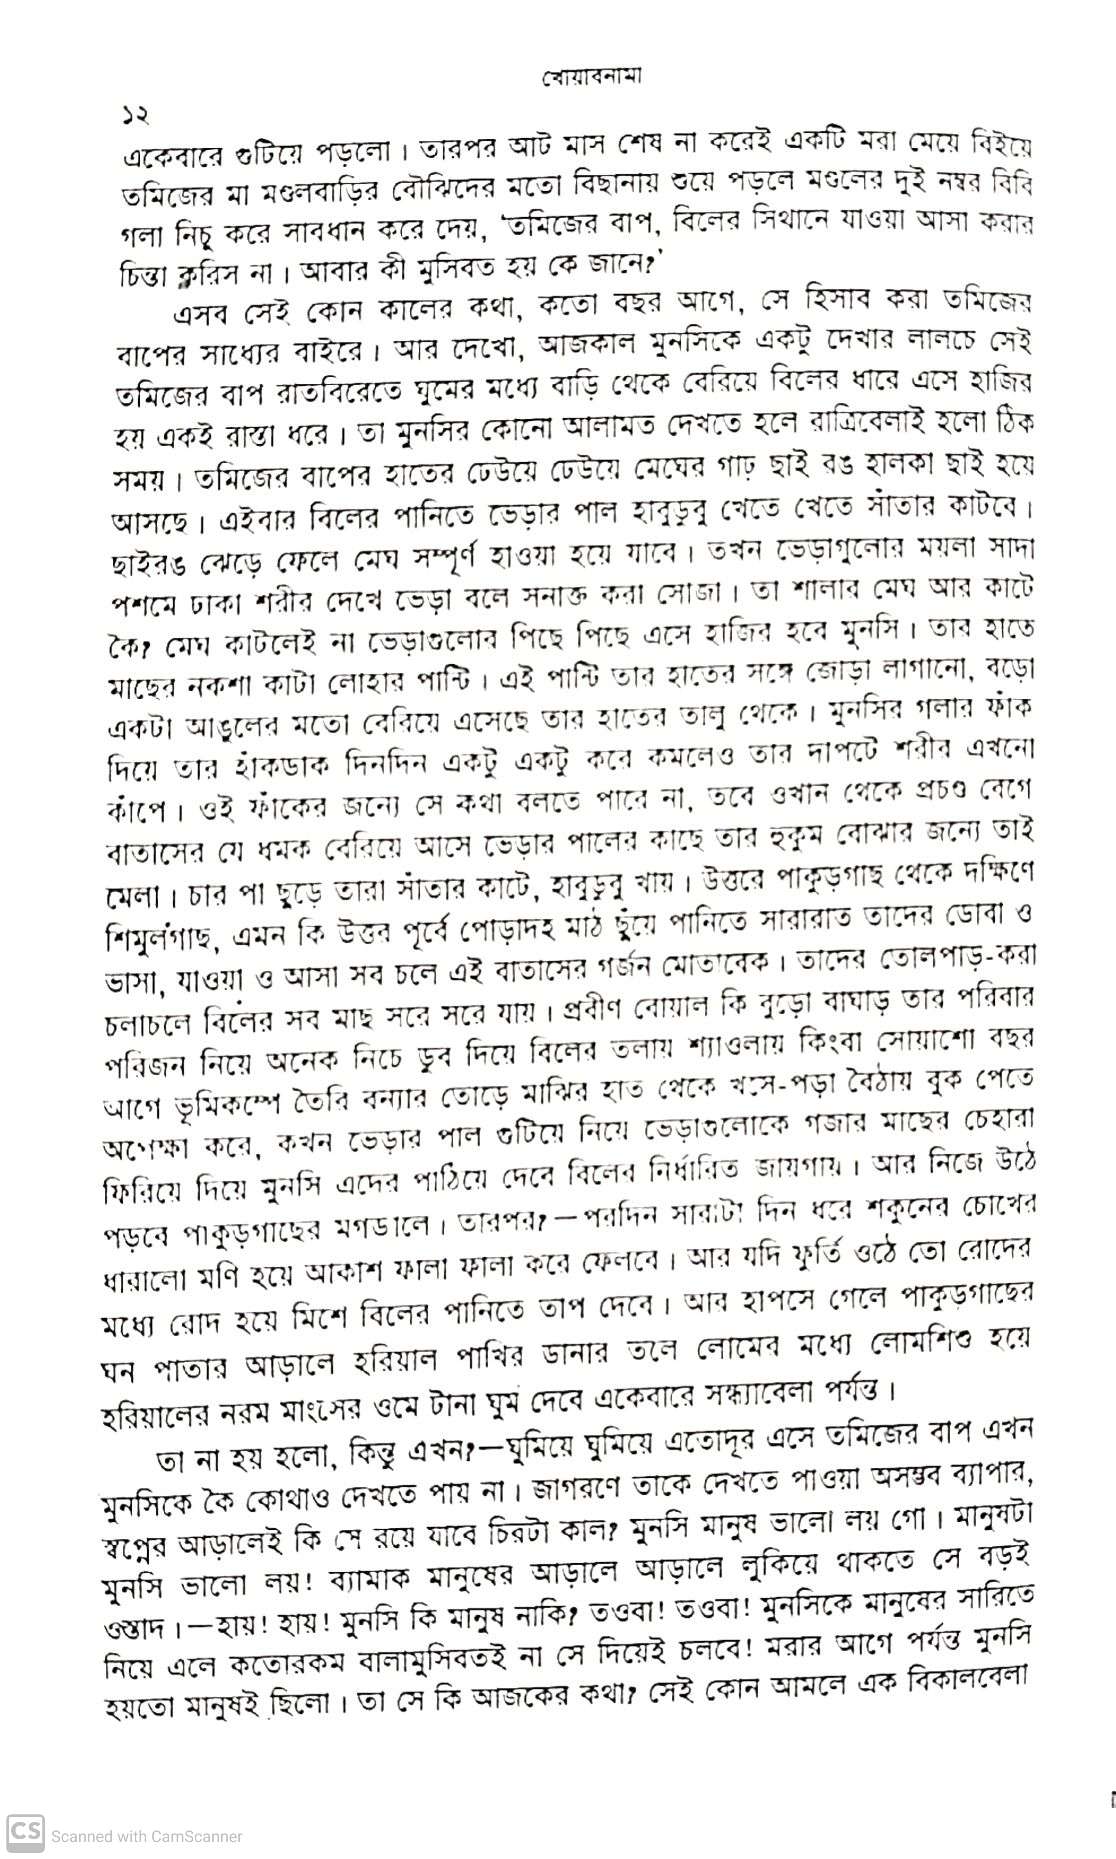 খোয়াবনামা
১২
একেবারে গুটিয়ে পড়লো। তারপর আট মাস শেষ না করেই একটি মরা মেয়ে বিইয়ে
তমিজের মা মণ্ডলবাড়ির বৌঝিদের মতো বিছানায় শুয়ে পড়লে মণ্ডলের দুই নম্বর বিবি
গলা নিচু করে সাবধান করে দেয়, 'তমিজের বাপ, বিলের সিথানে যাওয়া আসা করার
চিন্তা করিস না। আবার কী মুসিবত হয় কে জানে?'
এসব সেই কোন কালের কথা, কতো বছর আগে, সে হিসাব করা তমিজের
বাপের সাধ্যের বাইরে। আর দেখো, আজকাল মুনসিকে একটু দেখার লালচে সেই
তমিজের বাপ রাতবিরেতে ঘুমের মধ্যে বাড়ি থেকে বেরিয়ে বিলের ধারে এসে হাজির
হয় একই রাস্তা ধরে। তা মুনসির কোনো আলামত দেখতে হলে রাত্রিবেলাই হলো ঠিক
সময়। তমিজের বাপের হাতের ঢেউয়ে ঢেউয়ে মেঘের গাঢ় ছাই রঙ হালকা ছাই হয়ে
আসছে। এইবার বিলের পানিতে ভেড়ার পাল হাবুডুবু খেতে খেতে সাঁতার কাটবে।
ছাইরঙ ঝেড়ে ফেলে মেঘ সম্পূর্ণ হাওয়া হয়ে যাবে। তখন ভেড়াগুলোর ময়লা সাদা
পশমে ঢাকা শরীর দেখে ভেড়া বলে সনাক্ত করা সোজা। তা শালার মেঘ আর কাটে
কৈ? মেঘ কাটলেই না ভেড়াগুলোর পিছে পিছে এসে হাজির হবে মুনসি। তার হাতে
মাছের নকশা কাটা লোহার পান্টি। এই পান্টি তার হাতের সঙ্গে জোড়া লাগানো, বড়ো
একটা আঙুলের মতো বেরিয়ে এসেছে তার হাতের তালু থেকে। মুনসির গলার ফাঁক
দিয়ে তার হাঁকডাক দিনদিন একটু একটু করে কমলেও তার দাপটে শরীর এখনো
কাঁপে। ওই ফাঁকের জন্যে সে কথা বলতে পারে না, তবে ওখান থেকে প্রচণ্ড বেগে
বাতাসের যে ধমক বেরিয়ে আসে ভেড়ার পালের কাছে তার হুকুম বোঝার জন্যে তাই
মেলা। চার পা ছুড়ে তারা সাঁতার কাটে, হাবুডুবু খায়। উত্তরে পাকুড়গাছ থেকে দক্ষিণে
শিমুলগাছ, এমন কি উত্তর পূর্বে পোড়াদহ মাঠ ছুঁয়ে পানিতে সারারাত তাদের ডোবা ও
ভাসা, যাওয়া ও আসা সব চলে এই বাতাসের গর্জন মোতাবেক। তাদের তোলপাড়-করা
চলাচলে বিলের সব মাছ সরে সরে যায়। প্রবীণ বোয়াল কি বুড়ো বাঘাড় তার পরিবার
পরিজন নিয়ে অনেক নিচে ডুব দিয়ে বিলের তলায় শ্যাওলায় কিংবা সোয়াশো বছর
আগে ভূমিকম্পে তৈরি বন্যার তোড়ে মাঝির হাত থেকে খসে-পড়া বৈঠায় বুক পেতে
অপেক্ষা করে, কখন ভেড়ার পাল গুটিয়ে নিয়ে ভেড়াগুলোকে গজার মাছের চেহারা
ফিরিয়ে দিয়ে মুনসি এদের পাঠিয়ে দেবে বিলের নির্ধারিত জায়গায়। আর নিজে উঠে
পড়বে পাকুড়গাছের মগডালে। তারপর?—পরদিন সারাটা দিন ধরে শকুনের চোখের
ধারালো মণি হয়ে আকাশ ফালা ফালা করে ফেলবে। আর যদি ফুর্তি ওঠে তো রোদের
মধ্যে রোদ হয়ে মিশে বিলের পানিতে তাপ দেবে। আর হাপসে গেলে পাকুড়গাছের
ঘন পাতার আড়ালে হরিয়াল পাখির ডানার তলে লোমের মধ্যে লোমশিশু হয়ে
হরিয়ালের নরম মাংসের ওমে টানা ঘুম দেবে একেবারে সন্ধ্যাবেলা পর্যন্ত।
তা না হয় হলো, কিন্তু এখন?—ঘুমিয়ে ঘুমিয়ে এতোদূর এসে তমিজের বাপ এখন
মুনসিকে কৈ কোথাও দেখতে পায় না। জাগরণে তাকে দেখতে পাওয়া অসম্ভব ব্যাপার,
স্বপ্নের আড়ালেই কি সে রয়ে যাবে চিরটা কাল? মুনসি মানুষ ভালো লয় গো। মানুষটা
মুনসি ভালো লয়! ব্যামাক মানুষের আড়ালে আড়ালে লুকিয়ে থাকতে সে বড়ই
ওস্তাদ।—হায়! হায়! মুনসি কি মানুষ নাকি? তওবা! তওবা! মুনসিকে মানুষের সারিতে
নিয়ে এলে কতোরকম বালামুসিবতই না সে দিয়েই চলবে! মরার আগে পর্যন্ত মুনসি
হয়তো মানুষই ছিলো। তা সে কি আজকের কথা? সেই কোন আমলে এক বিকালবেলা
CS Scanned with CamScanner